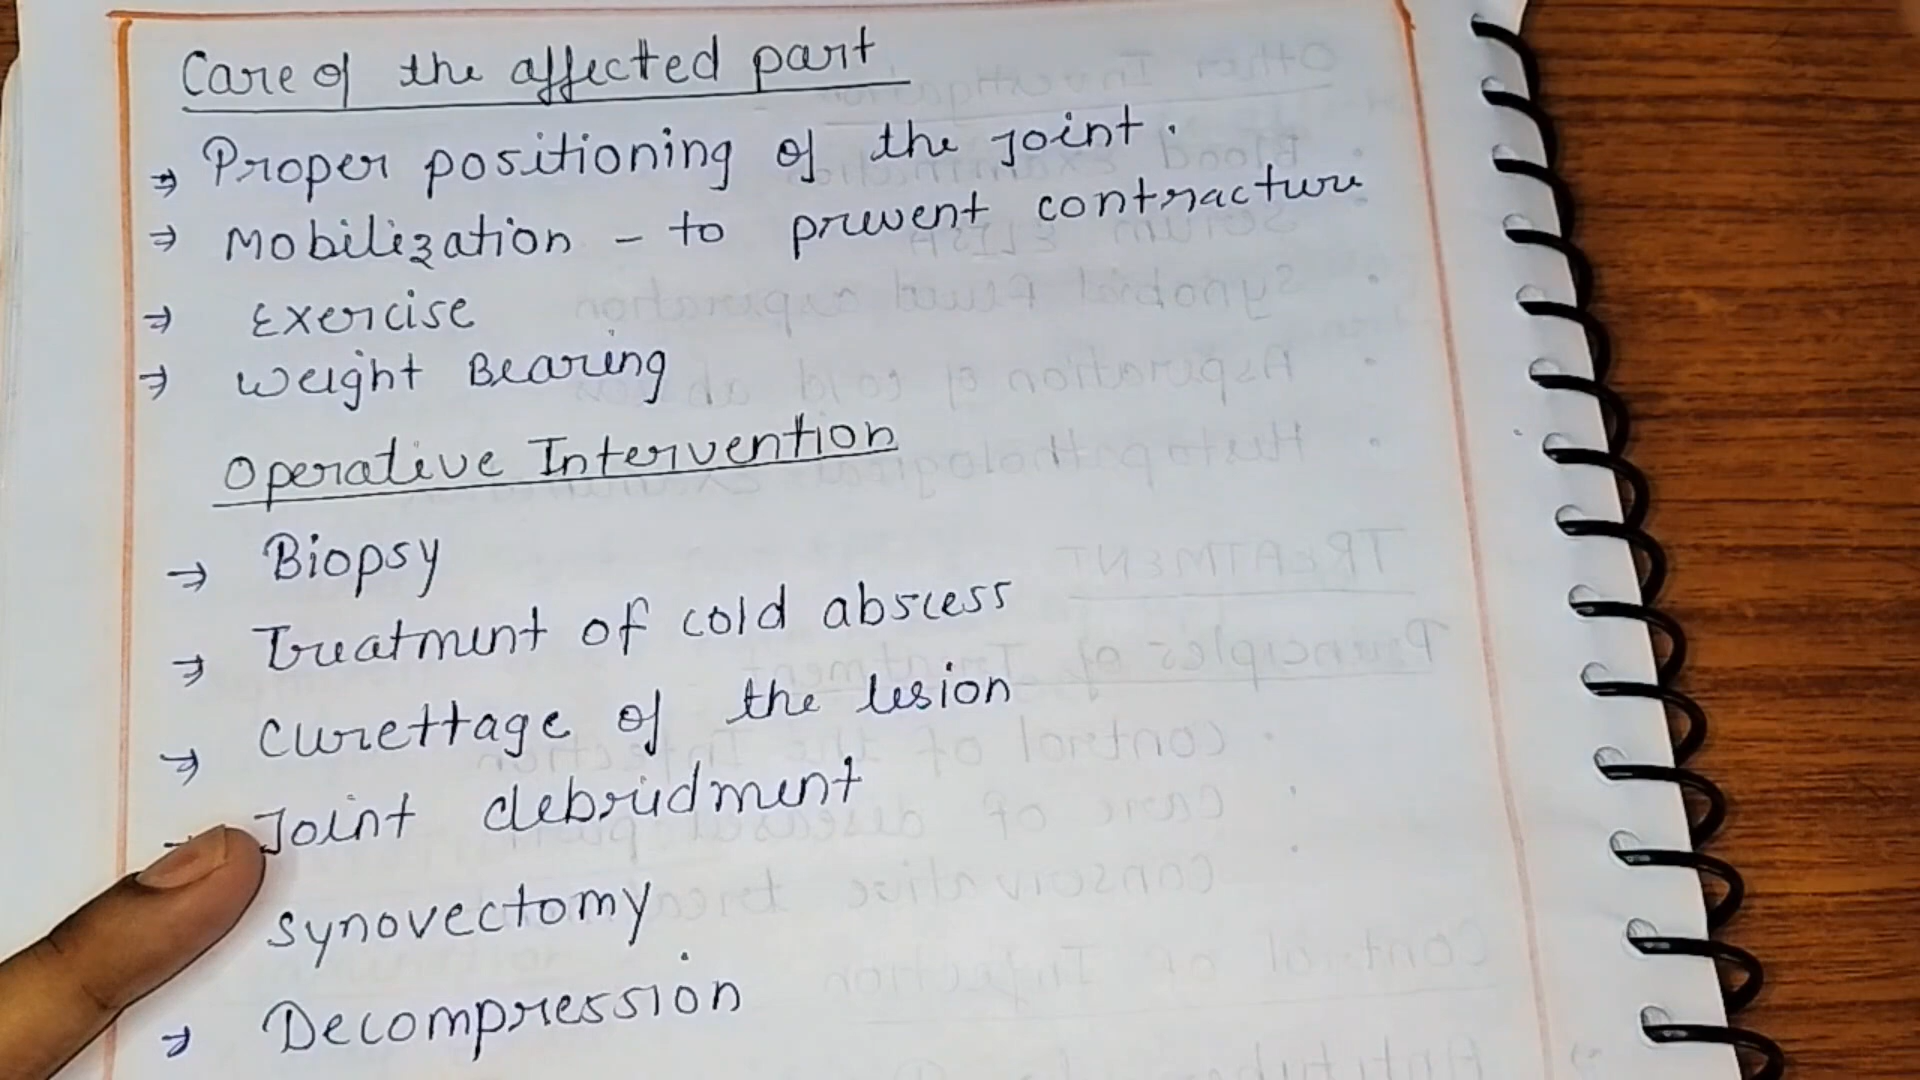 Care of the affected part
⇒ Proper positioning of the joint.
⇒ Mobilization - to prevent contracture
⇒ Exercise
⇒ Weight Bearing
Operative Intervention
⇒ Biopsy
⇒ Treatment of cold abscess
⇒ Curettage of the lesion
Joint debridment
Synovectomy
⇒ Decompression